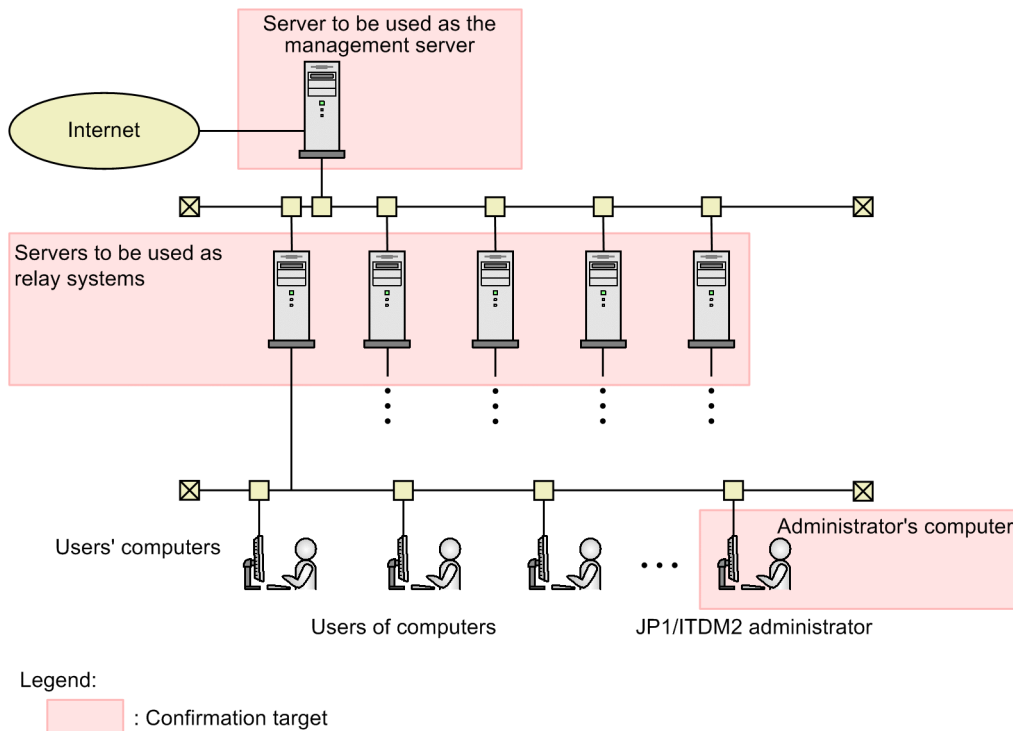 Server to be used as the
management server
Internet
Servers to be used as
relay systems
Administrator's computer
Users' computers
Users of computers
JP1/ITDM2 administrator
Legend:
: Confirmation target